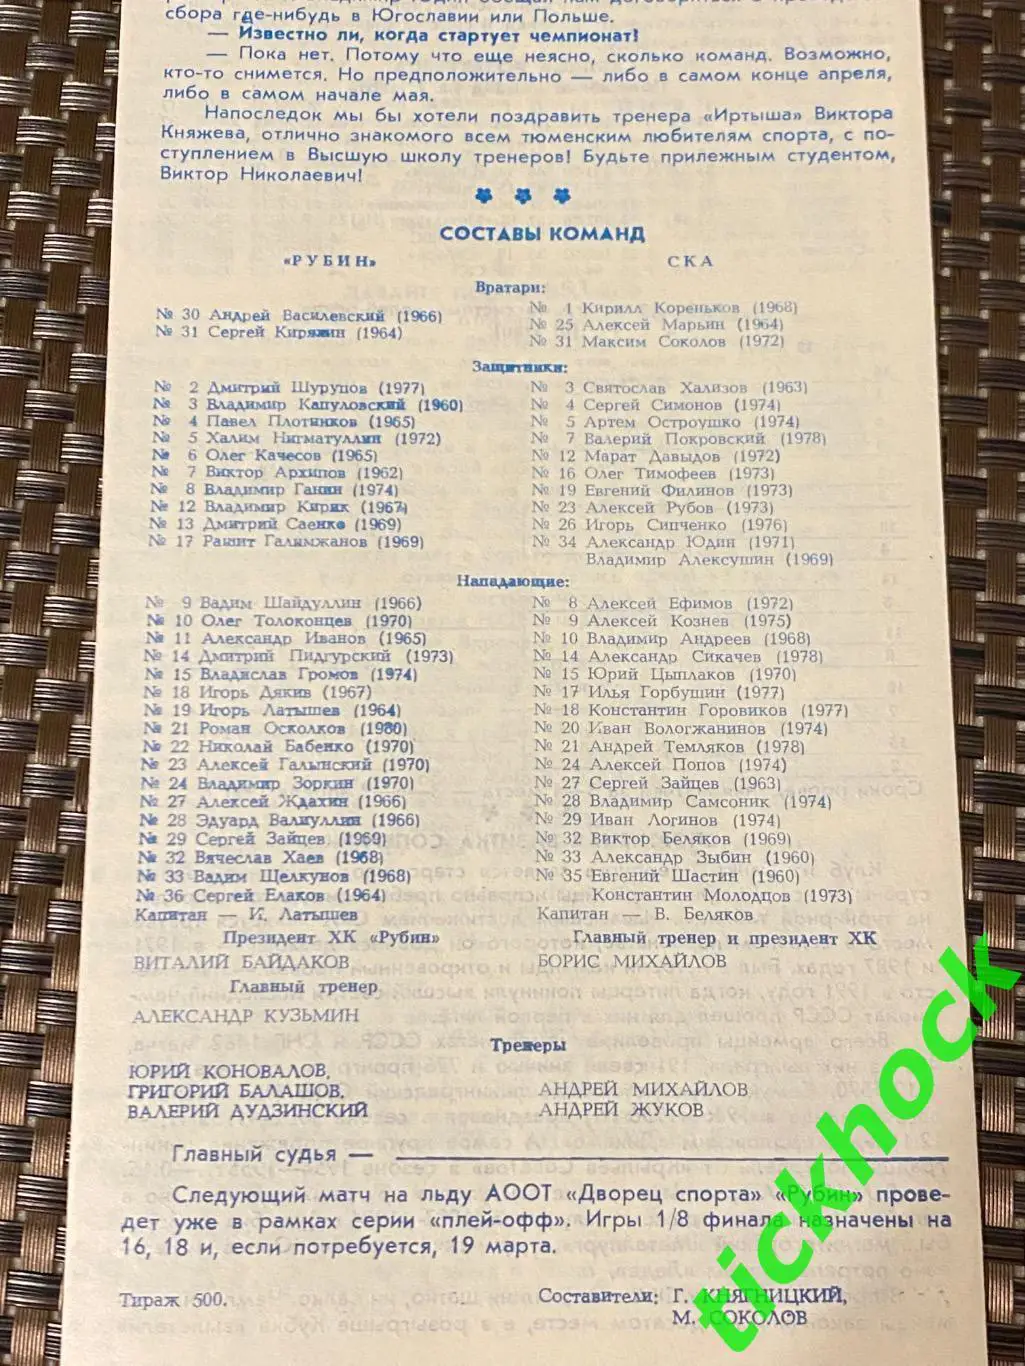 сбора где-нибудь в Югославии или Польше.
— Известно ли, когда стартует чемпионат!
— Пока нет. Потому что еще неясно, сколько команд. Возможно,
кто-то снимется. Но предположительно — либо в самом конце апреля,
либо в самом начале мая.
Напоследок мы бы хотели поздравить тренера «Иртыша» Виктора
Княжева, отлично знакомого всем тюменским любителям спорта, с по-
ступлением в Высшую школу тренеров! Будьте прилежным студентом,
Виктор Николаевич!
СОСТАВЫ КОМАНД
«РУБИН»
СКА
Вратари:
№ 30 Андрей Василевский (1966)
№ 31 Сергей Киряжин (1964)
№ 1 Кирилл Кореньков (1968)
№ 25 Алексей Марьин (1964)
№ 31 Максим Соколов (1972)
Защитники:
№ 2 Дмитрий Шурупов (1977)
№ 3 Владимир Капуловский (1960)
№ 4 Павел Плотников (1965)
№ 5 Халим Нигматуллин (1972)
№ 6 Олег Качесов (1965)
№ 7 Виктор Архипов (1962)
№ 8 Владимир Ганин (1974)
№ 12 Владимир Кирик (1967)
№ 13 Дмитрий Саенко (1969)
№ 17 Рашит Галимжанов (1969)
№ 3 Святослав Хализов (1963)
№ 4 Сергей Симонов (1974)
№ 5 Артем Остроушко (1974)
№ 7 Валерий Покровский (1978)
№ 12 Марат Давыдов (1972)
№ 16 Олег Тимофеев (1973)
№ 19 Евгений Филинов (1973)
№ 23 Алексей Рубов (1973)
№ 26 Игорь Сипченко (1976)
№ 34 Александр Юдин (1971)
Владимир Алексушин (1969)
Нападающие:
№ 9 Вадим Шайдуллин (1966)
№ 10 Олег Толоконцев (1970)
№ 11 Александр Иванов (1965)
№ 14 Дмитрий Пидгурский (1973)
№ 15 Владислав Громов (1974)
№ 18 Игорь Дякив (1967)
№ 19 Игорь Латышев (1964)
№ 21 Роман Осколков (1980)
№ 22 Николай Бабенко (1970)
№ 23 Алексей Галынский (1970)
№ 24 Владимир Зоркин (1970)
№ 27 Алексей Ждахин (1966)
№ 28 Эдуард Валиуллин (1966)
№ 29 Сергей Зайцев (1969)
№ 32 Вячеслав Хаев (1968)
№ 33 Вадим Щелкунов (1968)
№ 36 Сергей Елаков (1964)
Капитан — И. Латышев
№ 8 Алексей Ефимов (1972)
№ 9 Алексей Кознев (1975)
№ 10 Владимир Андреев (1968)
№ 14 Александр Сикачев (1978)
№ 15 Юрий Цыплаков (1970)
№ 17 Илья Горбушин (1977)
№ 18 Константин Горовиков (1977)
№ 20 Иван Вологжанинов (1974)
№ 21 Андрей Темляков (1978)
№ 24 Алексей Попов (1974)
№ 27 Сергей Зайцев (1963)
№ 28 Владимир Самсоник (1974)
№ 29 Иван Логинов (1974)
№ 32 Виктор Беляков (1969)
№ 33 Александр Зыбин (1960)
№ 35 Евгений Шастин (1960)
Константин Молодцов (1973)
Капитан — В. Беляков
Президент ХК «Рубин»
ВИТАЛИЙ БАЙДАКОВ
Главный тренер
АЛЕКСАНДР КУЗЬМИН
Главный тренер и президент ХК
БОРИС МИХАЙЛОВ
Тренеры
ЮРИЙ КОНОВАЛОВ,
ГРИГОРИЙ БАЛАШОВ,
ВАЛЕРИЙ ДУДЗИНСКИЙ
АНДРЕЙ МИХАЙЛОВ
АНДРЕЙ ЖУКОВ
Главный судья —
Следующий матч на льду АООТ «Дворец спорта» «Рубин» прове-
дет уже в рамках серии «плей-офф». Игры 1/8 финала назначены на
16, 18 и, если потребуется, 19 марта.
Тираж 500.
Составители: Г. КНЯГНИЦКИЙ,
М. СОКОЛОВ
tickhock